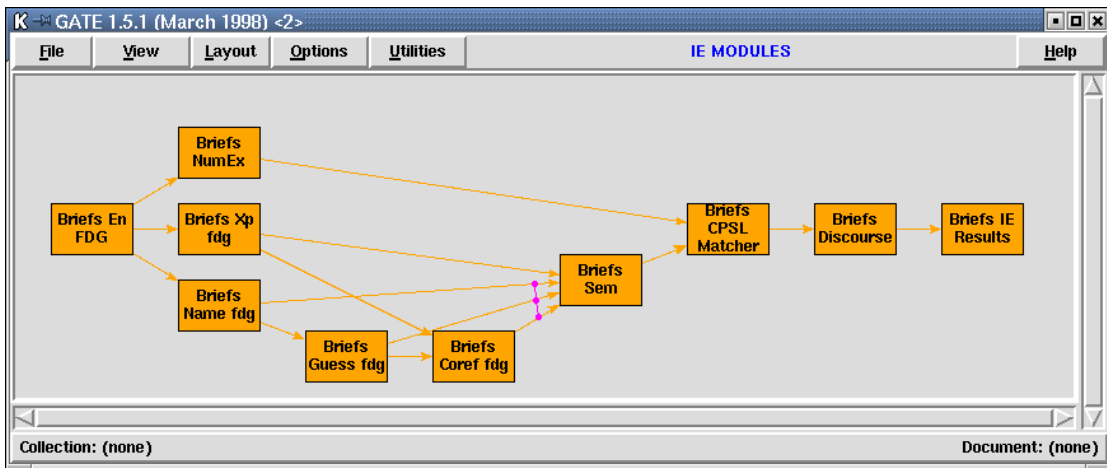 K GATE 1.5.1 (March 1998) <2>
File View Layout Options Utilities IE MODULES Help
Briefs
NumEx
Briefs En
FDG
Briefs Xp
fdg
Briefs
Name fdg
Briefs
Guess fdg
Briefs
Coref fdg
Briefs
Sem
Briefs
CPSL
Matcher
Briefs
Discourse
Briefs IE
Results
Collection: (none) Document: (none)